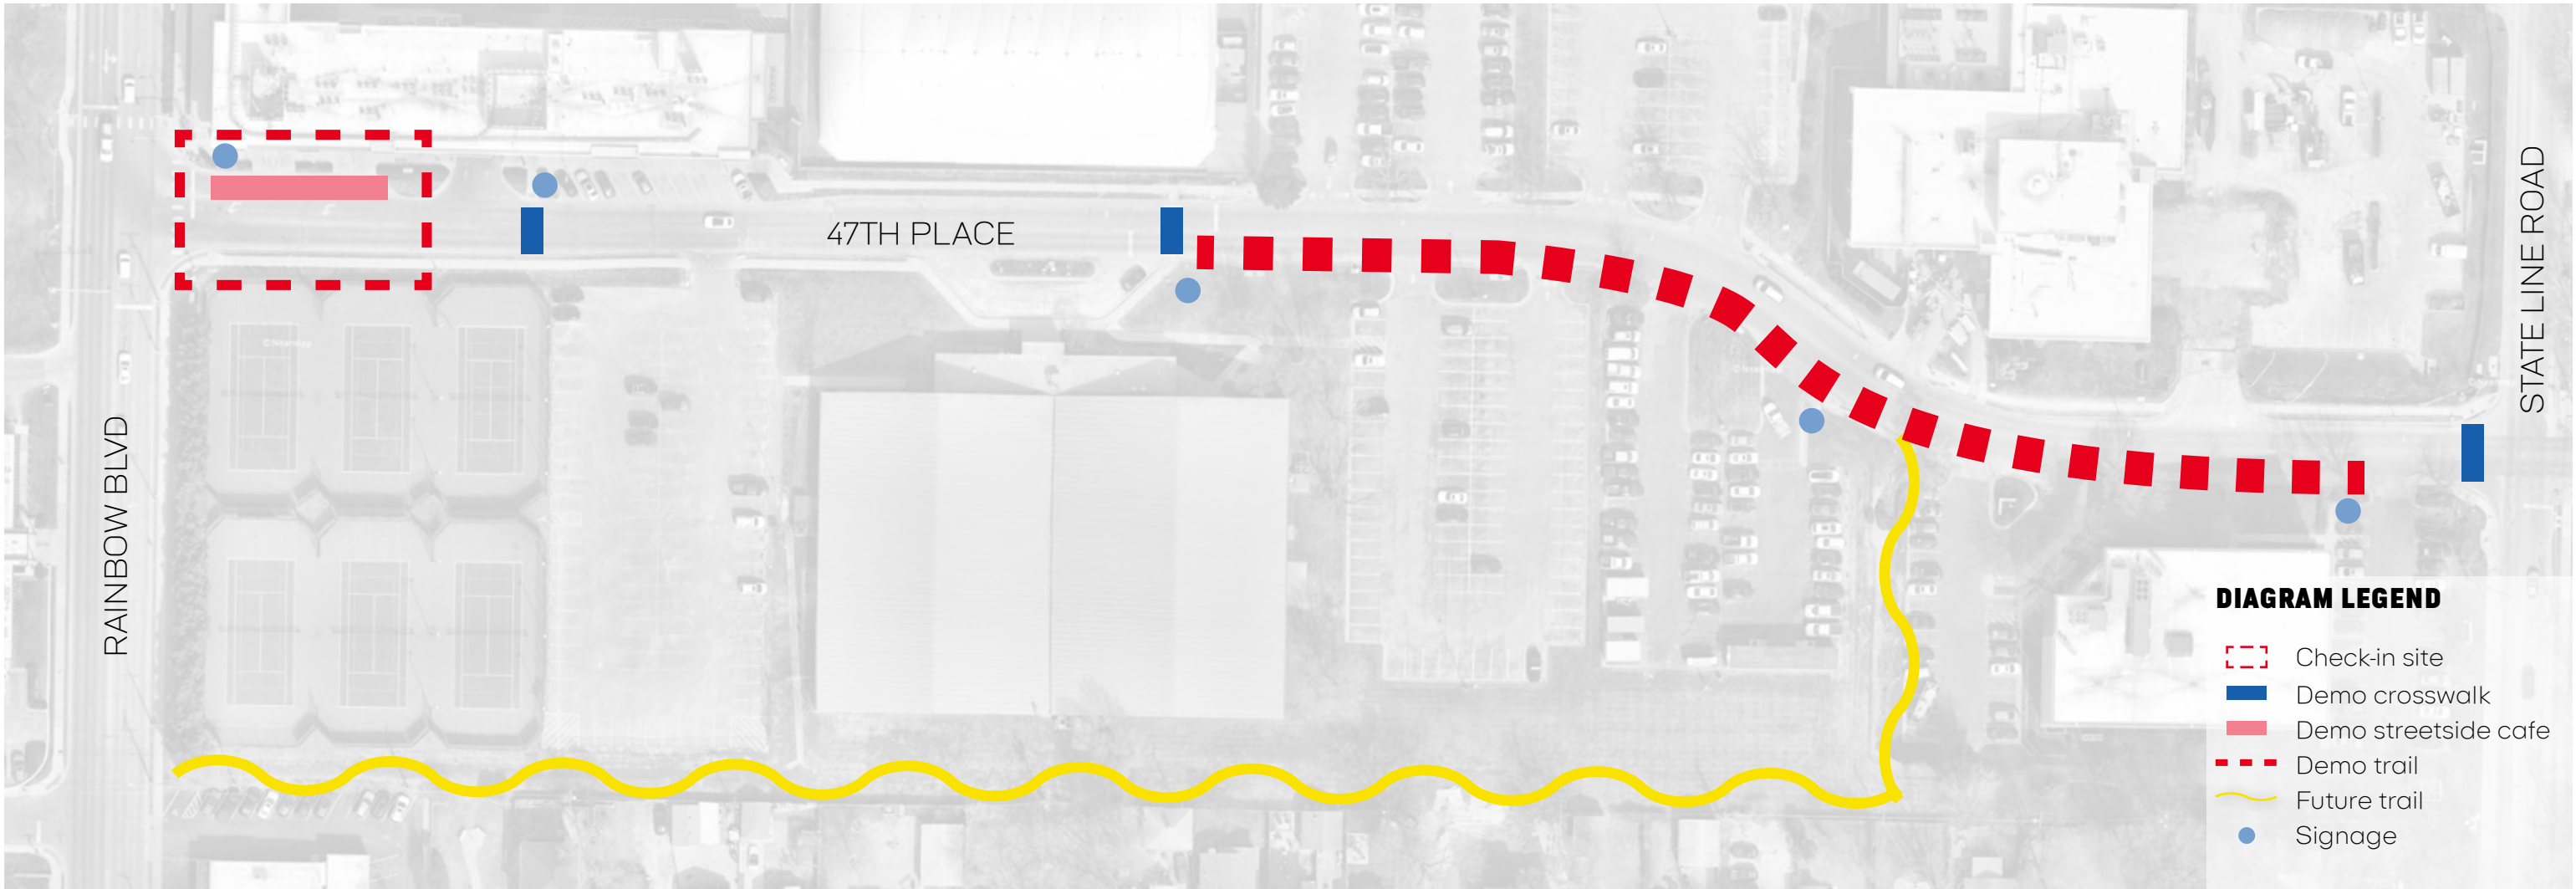 47TH PLACE
RAINBOW BLVD
STATE LINE ROAD
© Nearmap
DIAGRAM LEGEND
Check-in site
Demo crosswalk
Demo streetside cafe
Demo trail
Future trail
Signage